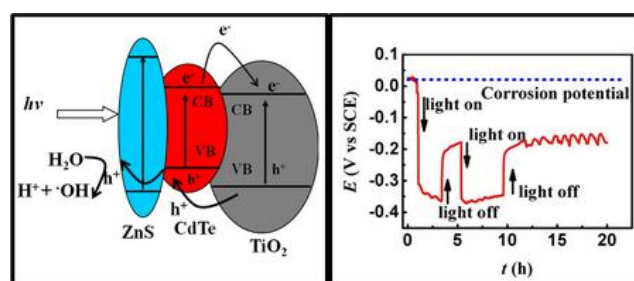 e-
e-
e-
hν
CB
CB
VB
VB
h+
H2O
h+
h+
H+ + ·OH
h+
ZnS
CdTe
TiO2
E (V vs SCE)
0.1
0.0
-0.1
-0.2
-0.3
-0.4
Corrosion potential
light on
light on
light off
light off
0
5
10
15
20
t (h)